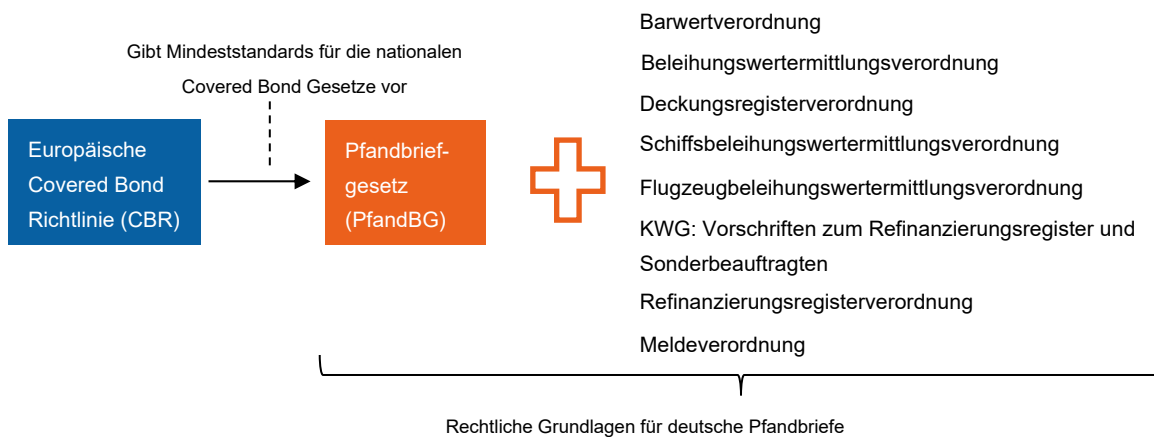 Gibt Mindeststandards für die nationalen
Covered Bond Gesetze vor
Europäische
Covered Bond
Richtlinie (CBR)
Pfandbrief-
gesetz
(PfandBG)
Barwertverordnung
Beleihungswertermittlungsverordnung
Deckungsregisterverordnung
Schiffsbeleihungswertermittlungsverordnung
Flugzeugbeleihungswertermittlungsverordnung
KWG: Vorschriften zum Refinanzierungsregister und
Sonderbeauftragten
Refinanzierungsregisterverordnung
Meldeverordnung
Rechtliche Grundlagen für deutsche Pfandbriefe